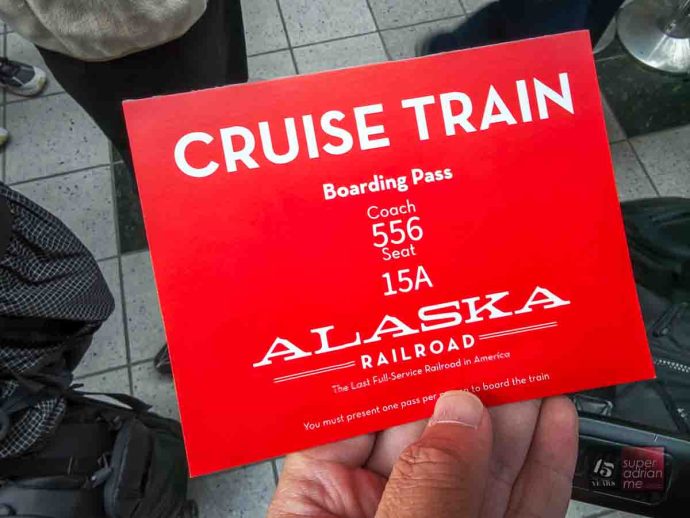 CRUISE TRAIN
Boarding Pass
Coach
556
Seat
15A
ALASKA
RAILROAD
The Last Full-Service Railroad in America
You must present one pass per to board the train
15
YEARS
super
adrian
me